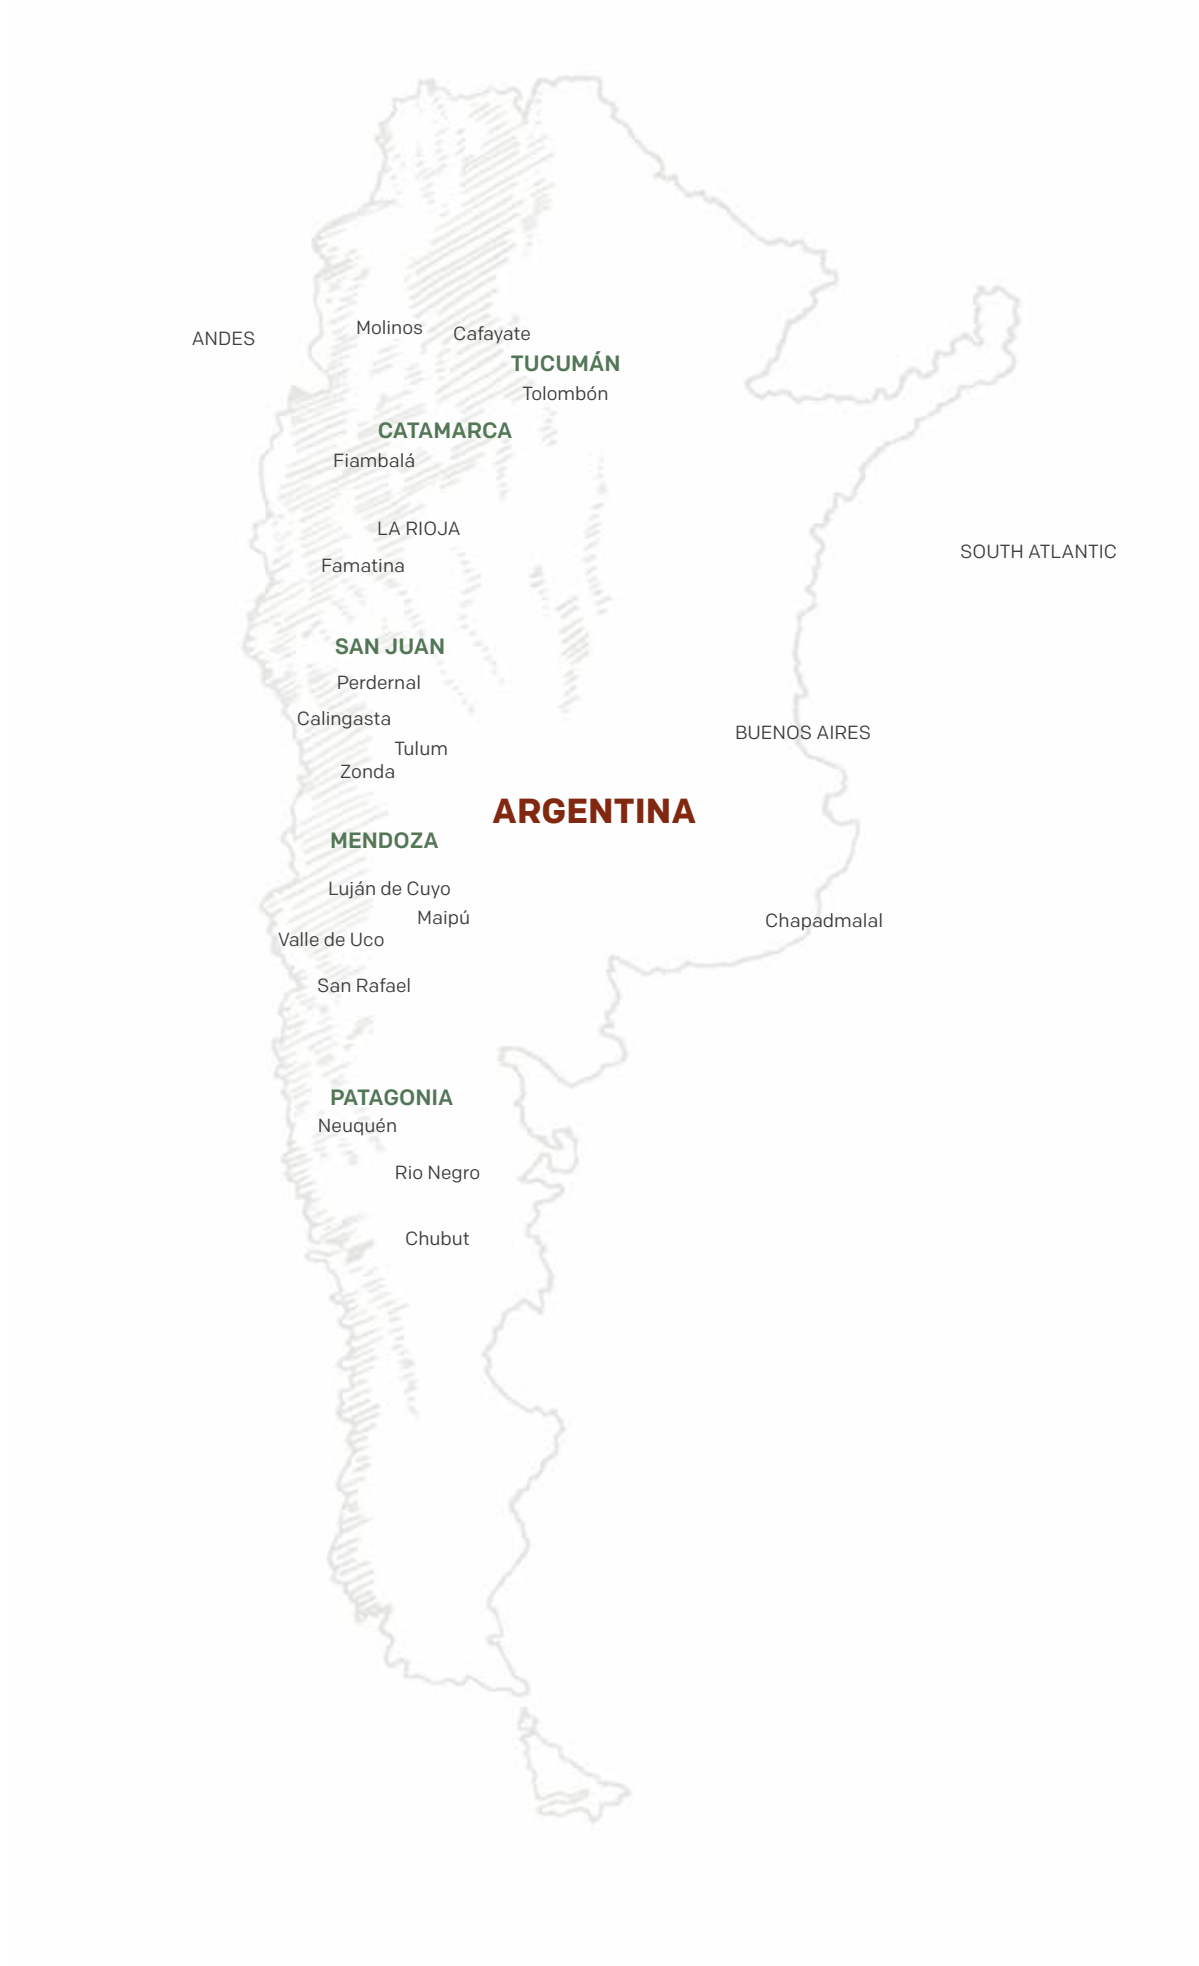 ANDES
Molinos
Cafayate
TUCUMÁN
Tolombón
CATAMARCA
Fiambalá
LA RIOJA
SOUTH ATLANTIC
Famatina
SAN JUAN
Perdernal
Calingasta
BUENOS AIRES
Tulum
Zonda
ARGENTINA
MENDOZA
Luján de Cuyo
Maipú
Chapadmalal
Valle de Uco
San Rafael
PATAGONIA
Neuquén
Rio Negro
Chubut